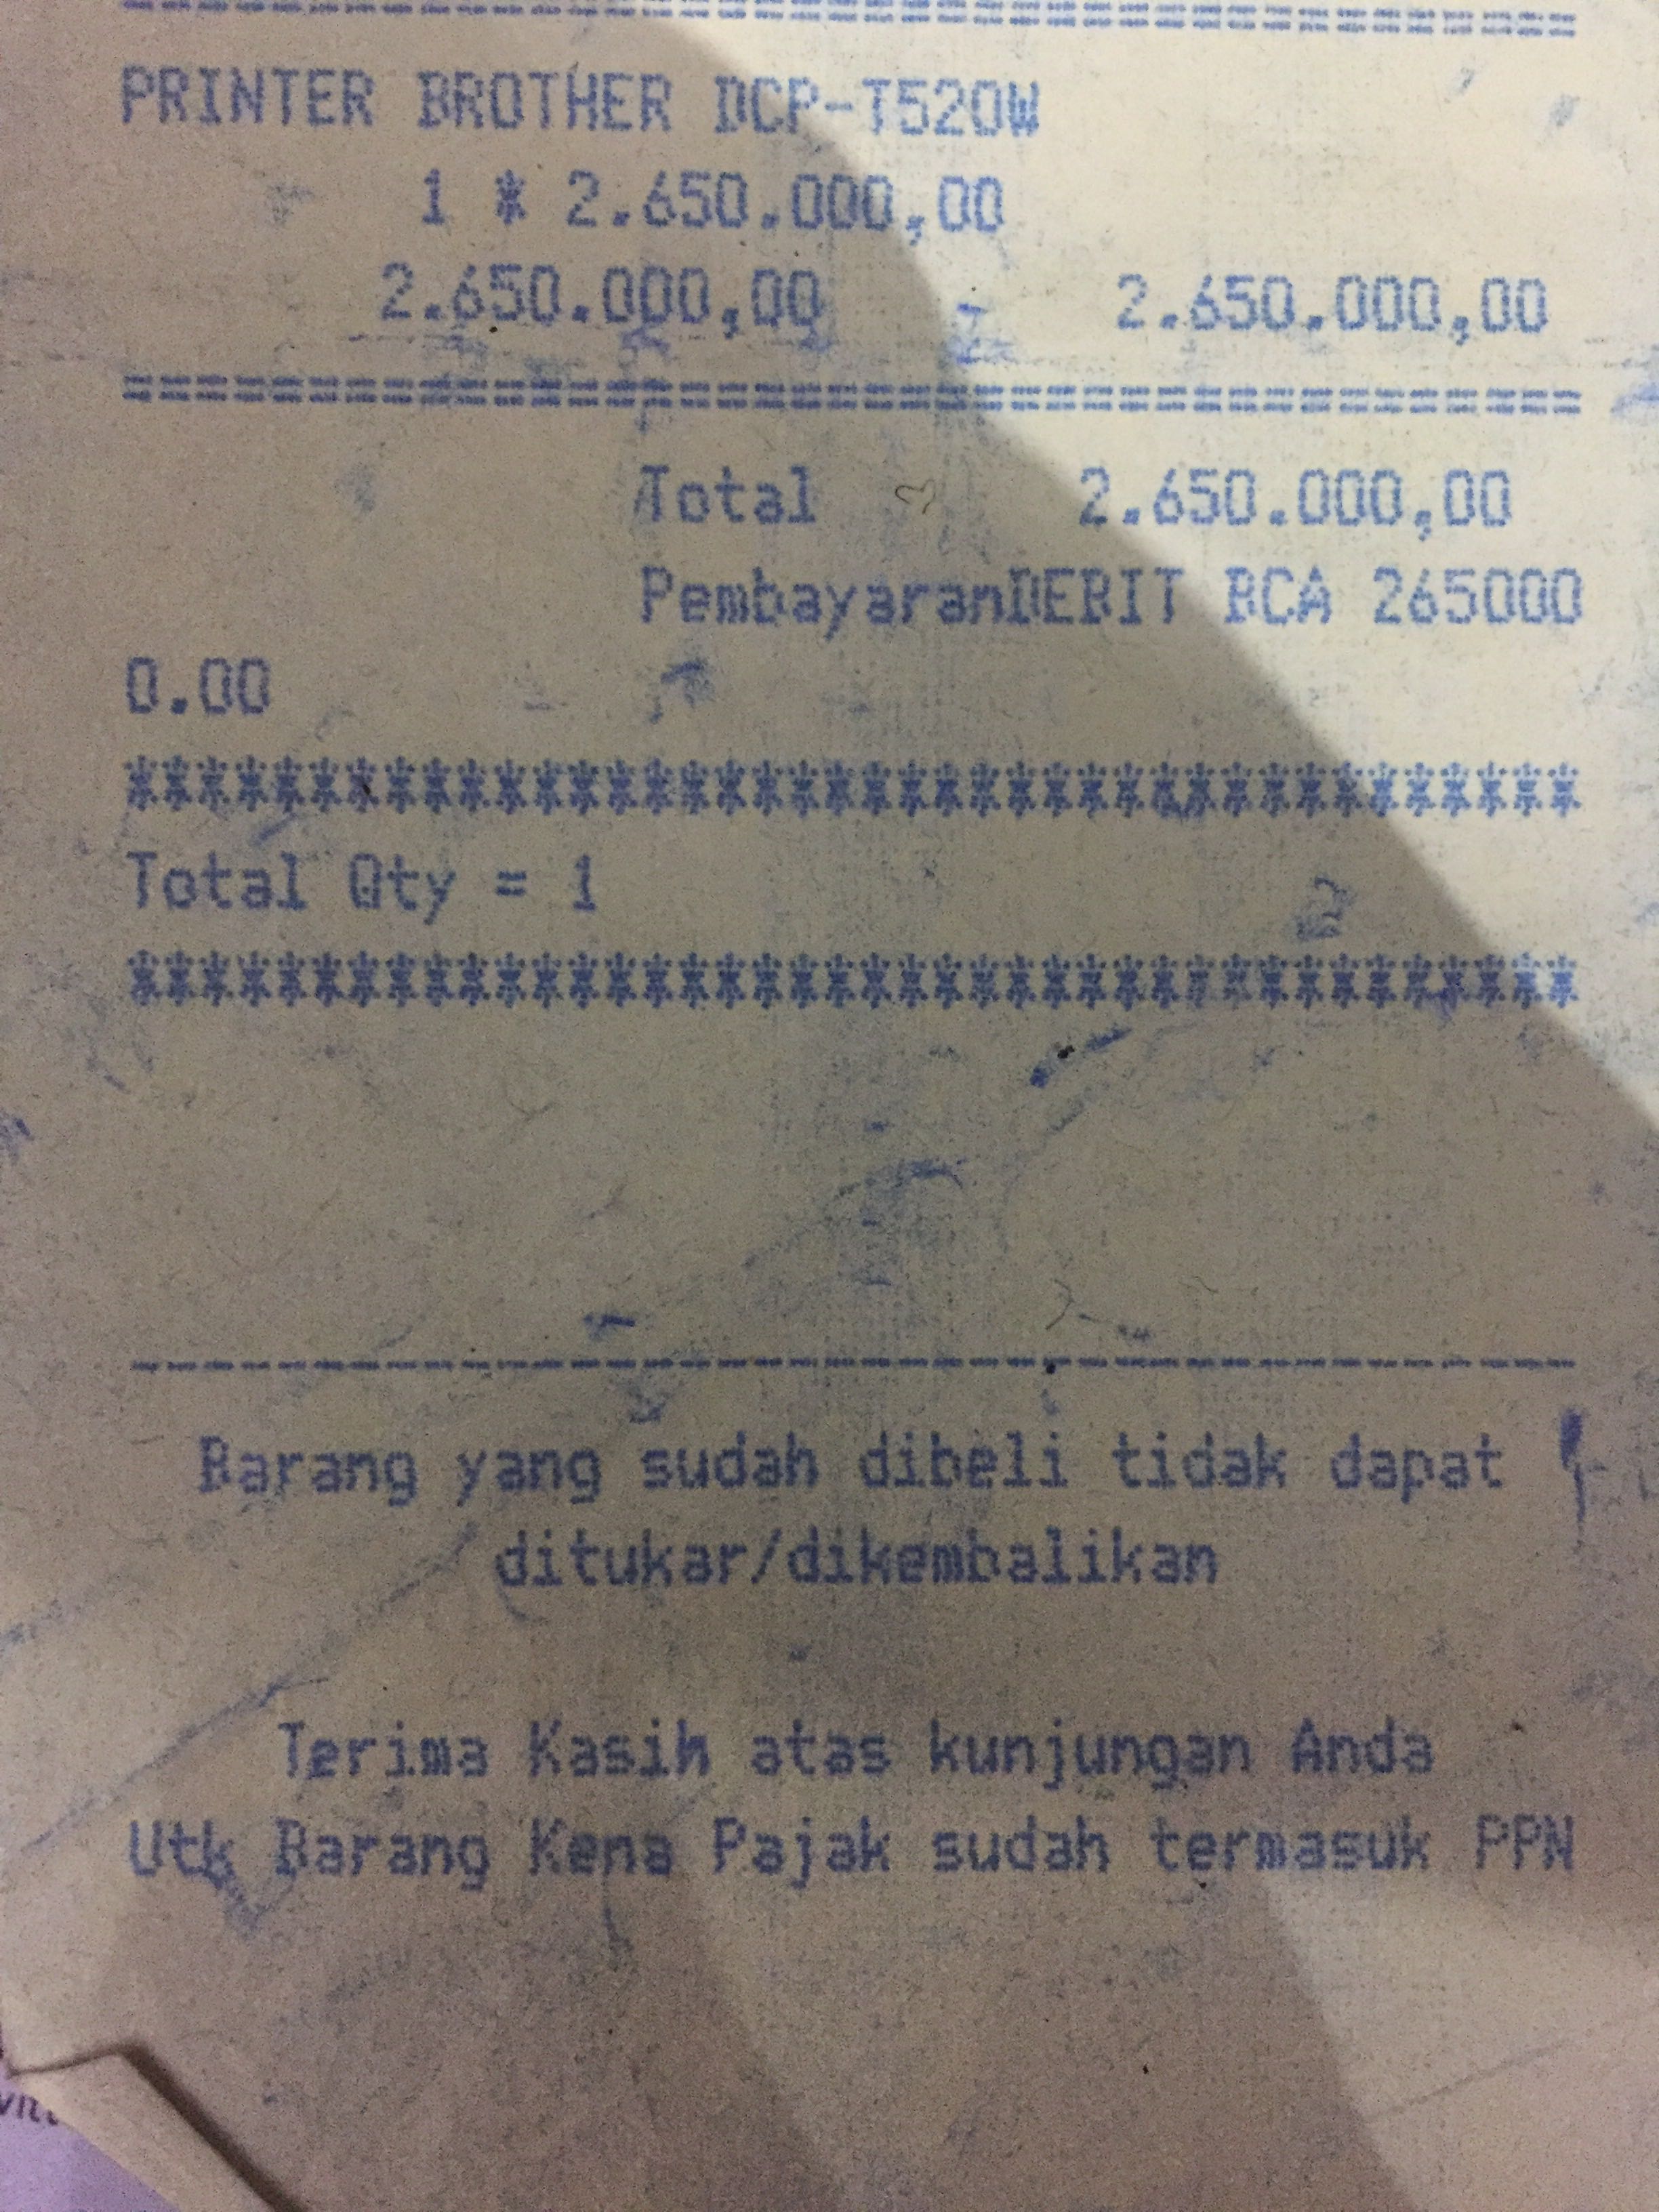 ========================================
PRINTER BROTHER DCP-T520W
1 * 2.650.000,00
2.650.000,00 2.650.000,00
========================================
Total 2.650.000,00
PembayaranDEBIT BCA 265000
0.00
****************************************
Total Qty = 1
****************************************
----------------------------------------
Barang yang sudah dibeli tidak dapat
ditukar/dikembalikan
Terima Kasih atas kunjungan Anda
Utk Barang Kena Pajak sudah termasuk PPN